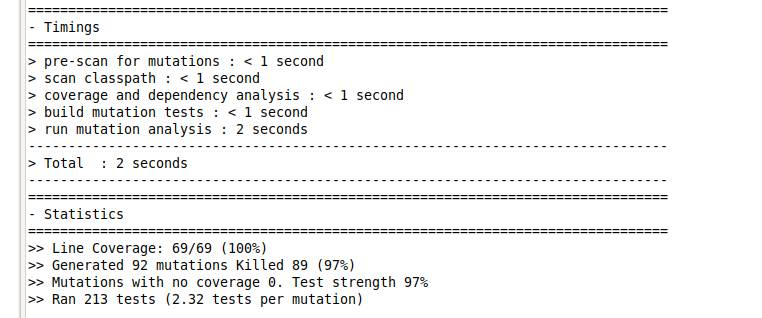 ================================================================================
- Timings
================================================================================
> pre-scan for mutations : < 1 second
> scan classpath : < 1 second
> coverage and dependency analysis : < 1 second
> build mutation tests : < 1 second
> run mutation analysis : 2 seconds
--------------------------------------------------------------------------------
> Total  : 2 seconds
--------------------------------------------------------------------------------
================================================================================
- Statistics
================================================================================
>> Line Coverage: 69/69 (100%)
>> Generated 92 mutations Killed 89 (97%)
>> Mutations with no coverage 0. Test strength 97%
>> Ran 213 tests (2.32 tests per mutation)